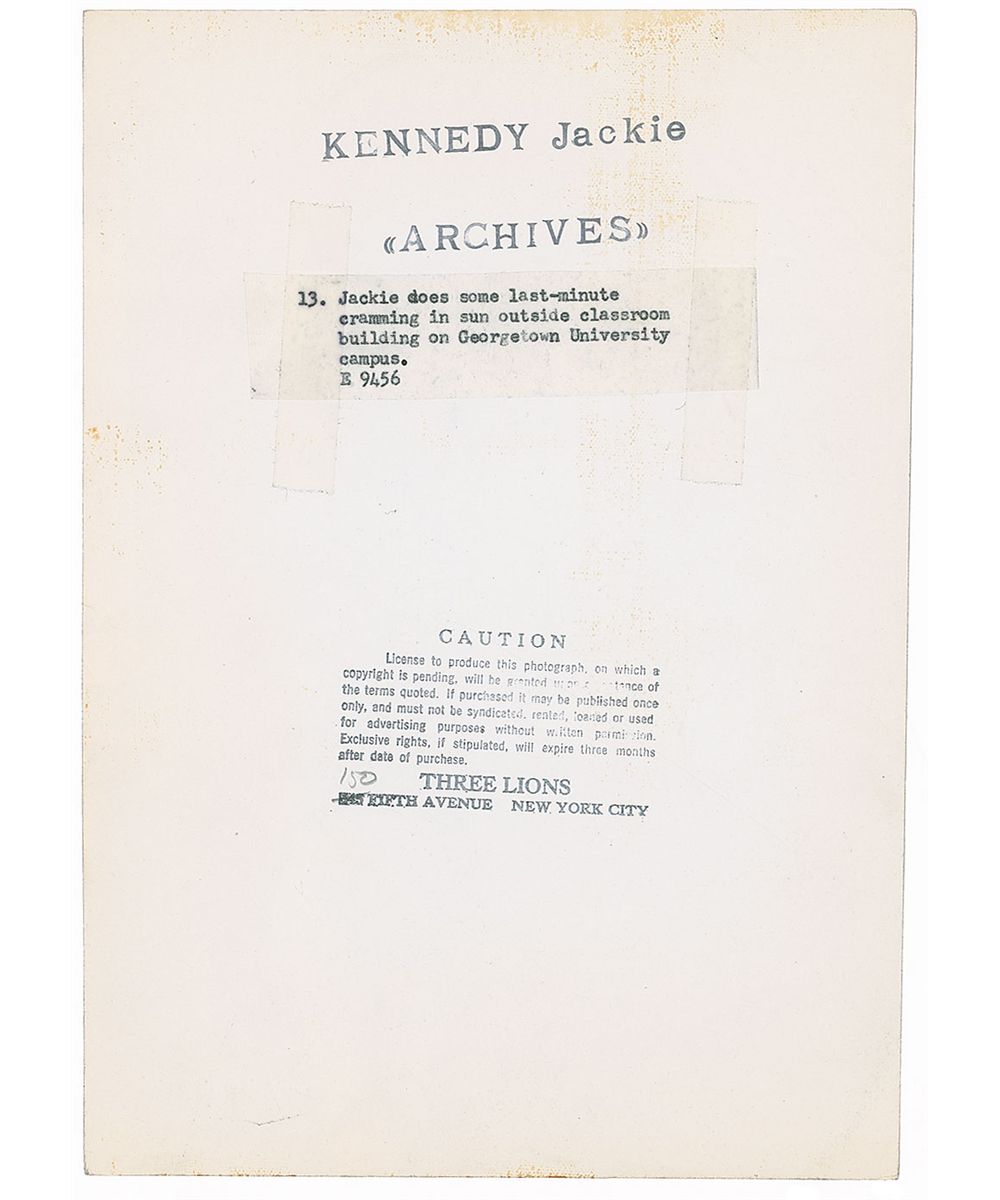 KENNEDY Jackie
«ARCHIVES»
13. Jackie does some last-minute
cramming in sun outside classroom
building on Georgetown University
campus.
E 9456
CAUTION
License to produce this photograph, on which a
copyright is pending, will be granted upon acceptance of
the terms quoted. If purchased it may be published once
only, and must not be syndicated, rented, loaned or used
for advertising purposes without written permission.
Exclusive rights, if stipulated, will expire three months
after date of purchase.
150 THREE LIONS
FIFTH AVENUE NEW YORK CITY